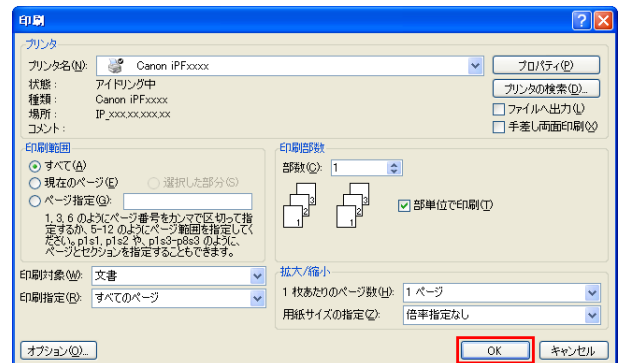 印刷
プリンタ
プリンタ名(N): Canon iPFxxxx プロパティ(P)
状態: アイドリング中 プリンタの検索(D)...
種類: Canon iPFxxxx
場所: IP_xxx,xx,xxx,xx ファイルへ出力(L)
コメント: 手差し両面印刷(X)
印刷範囲
すべて(A)
現在のページ(E) 選択した部分(S)
ページ指定(G):
1, 3, 6 のようにページ番号をカンマで区切って指
定するか、5-12 のようにページ範囲を指定してく
ださい。p1s1, p1s2 や、p1s3-p8s3 のように、
ページとセクションを指定することもできます。
印刷部数
部数(C): 1
部単位で印刷(T)
印刷対象(W): 文書
印刷指定(R): すべてのページ
拡大/縮小
1 枚あたりのページ数(H): 1 ページ
用紙サイズの指定(Z): 倍率指定なし
オプション(O)... OK キャンセル